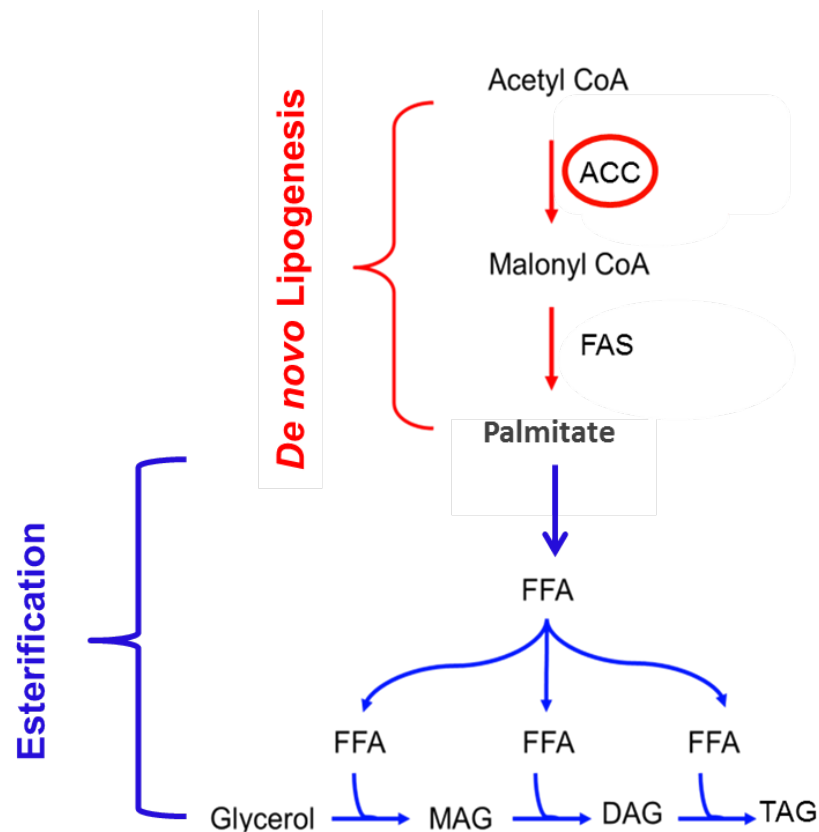 De novo Lipogenesis
Acetyl CoA
ACC
Malonyl CoA
FAS
Palmitate
Esterification
FFA
FFA FFA FFA
Glycerol MAG DAG TAG